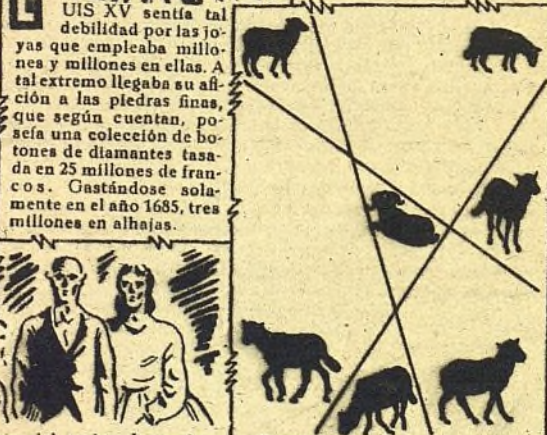 LUIS XV sentía tal
debilidad por las jo-
yas que empleaba millo-
nes y millones en ellas. A
tal extremo llegaba su afi-
ción a las piedras finas,
que según cuentan, po-
seía una colección de bo-
tones de diamantes tasa-
da en 25 millones de fran-
cos. Gastándose sola-
mente en el año 1685, tres
millones en alhajas.